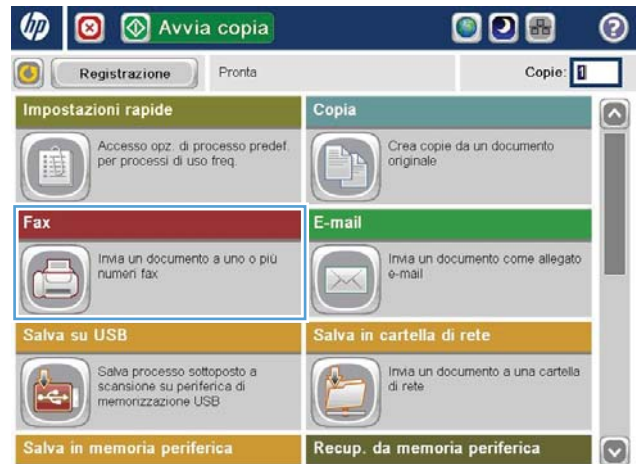 hp Avvia copia ?
Registrazione Pronta Copie: 1
Impostazioni rapide
Accesso opz. di processo predef.
per processi di uso freq.
Copia
Crea copie da un documento
originale
Fax
Invia un documento a uno o più
numeri fax
E-mail
Invia un documento come allegato
e-mail
Salva su USB
Salva processo sottoposto a
scansione su periferica di
memorizzazione USB
Salva in cartella di rete
Invia un documento a una cartella
di rete
Salva in memoria periferica
Recup. da memoria periferica